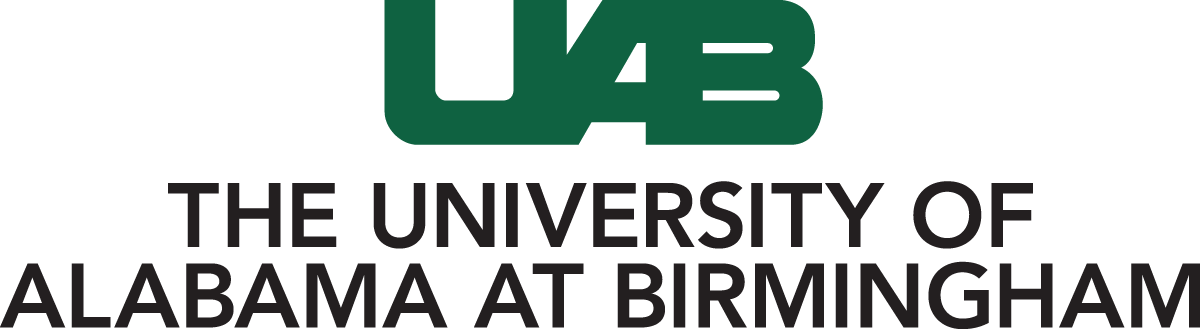 UAB
THE UNIVERSITY OF
ALABAMA AT BIRMINGHAM